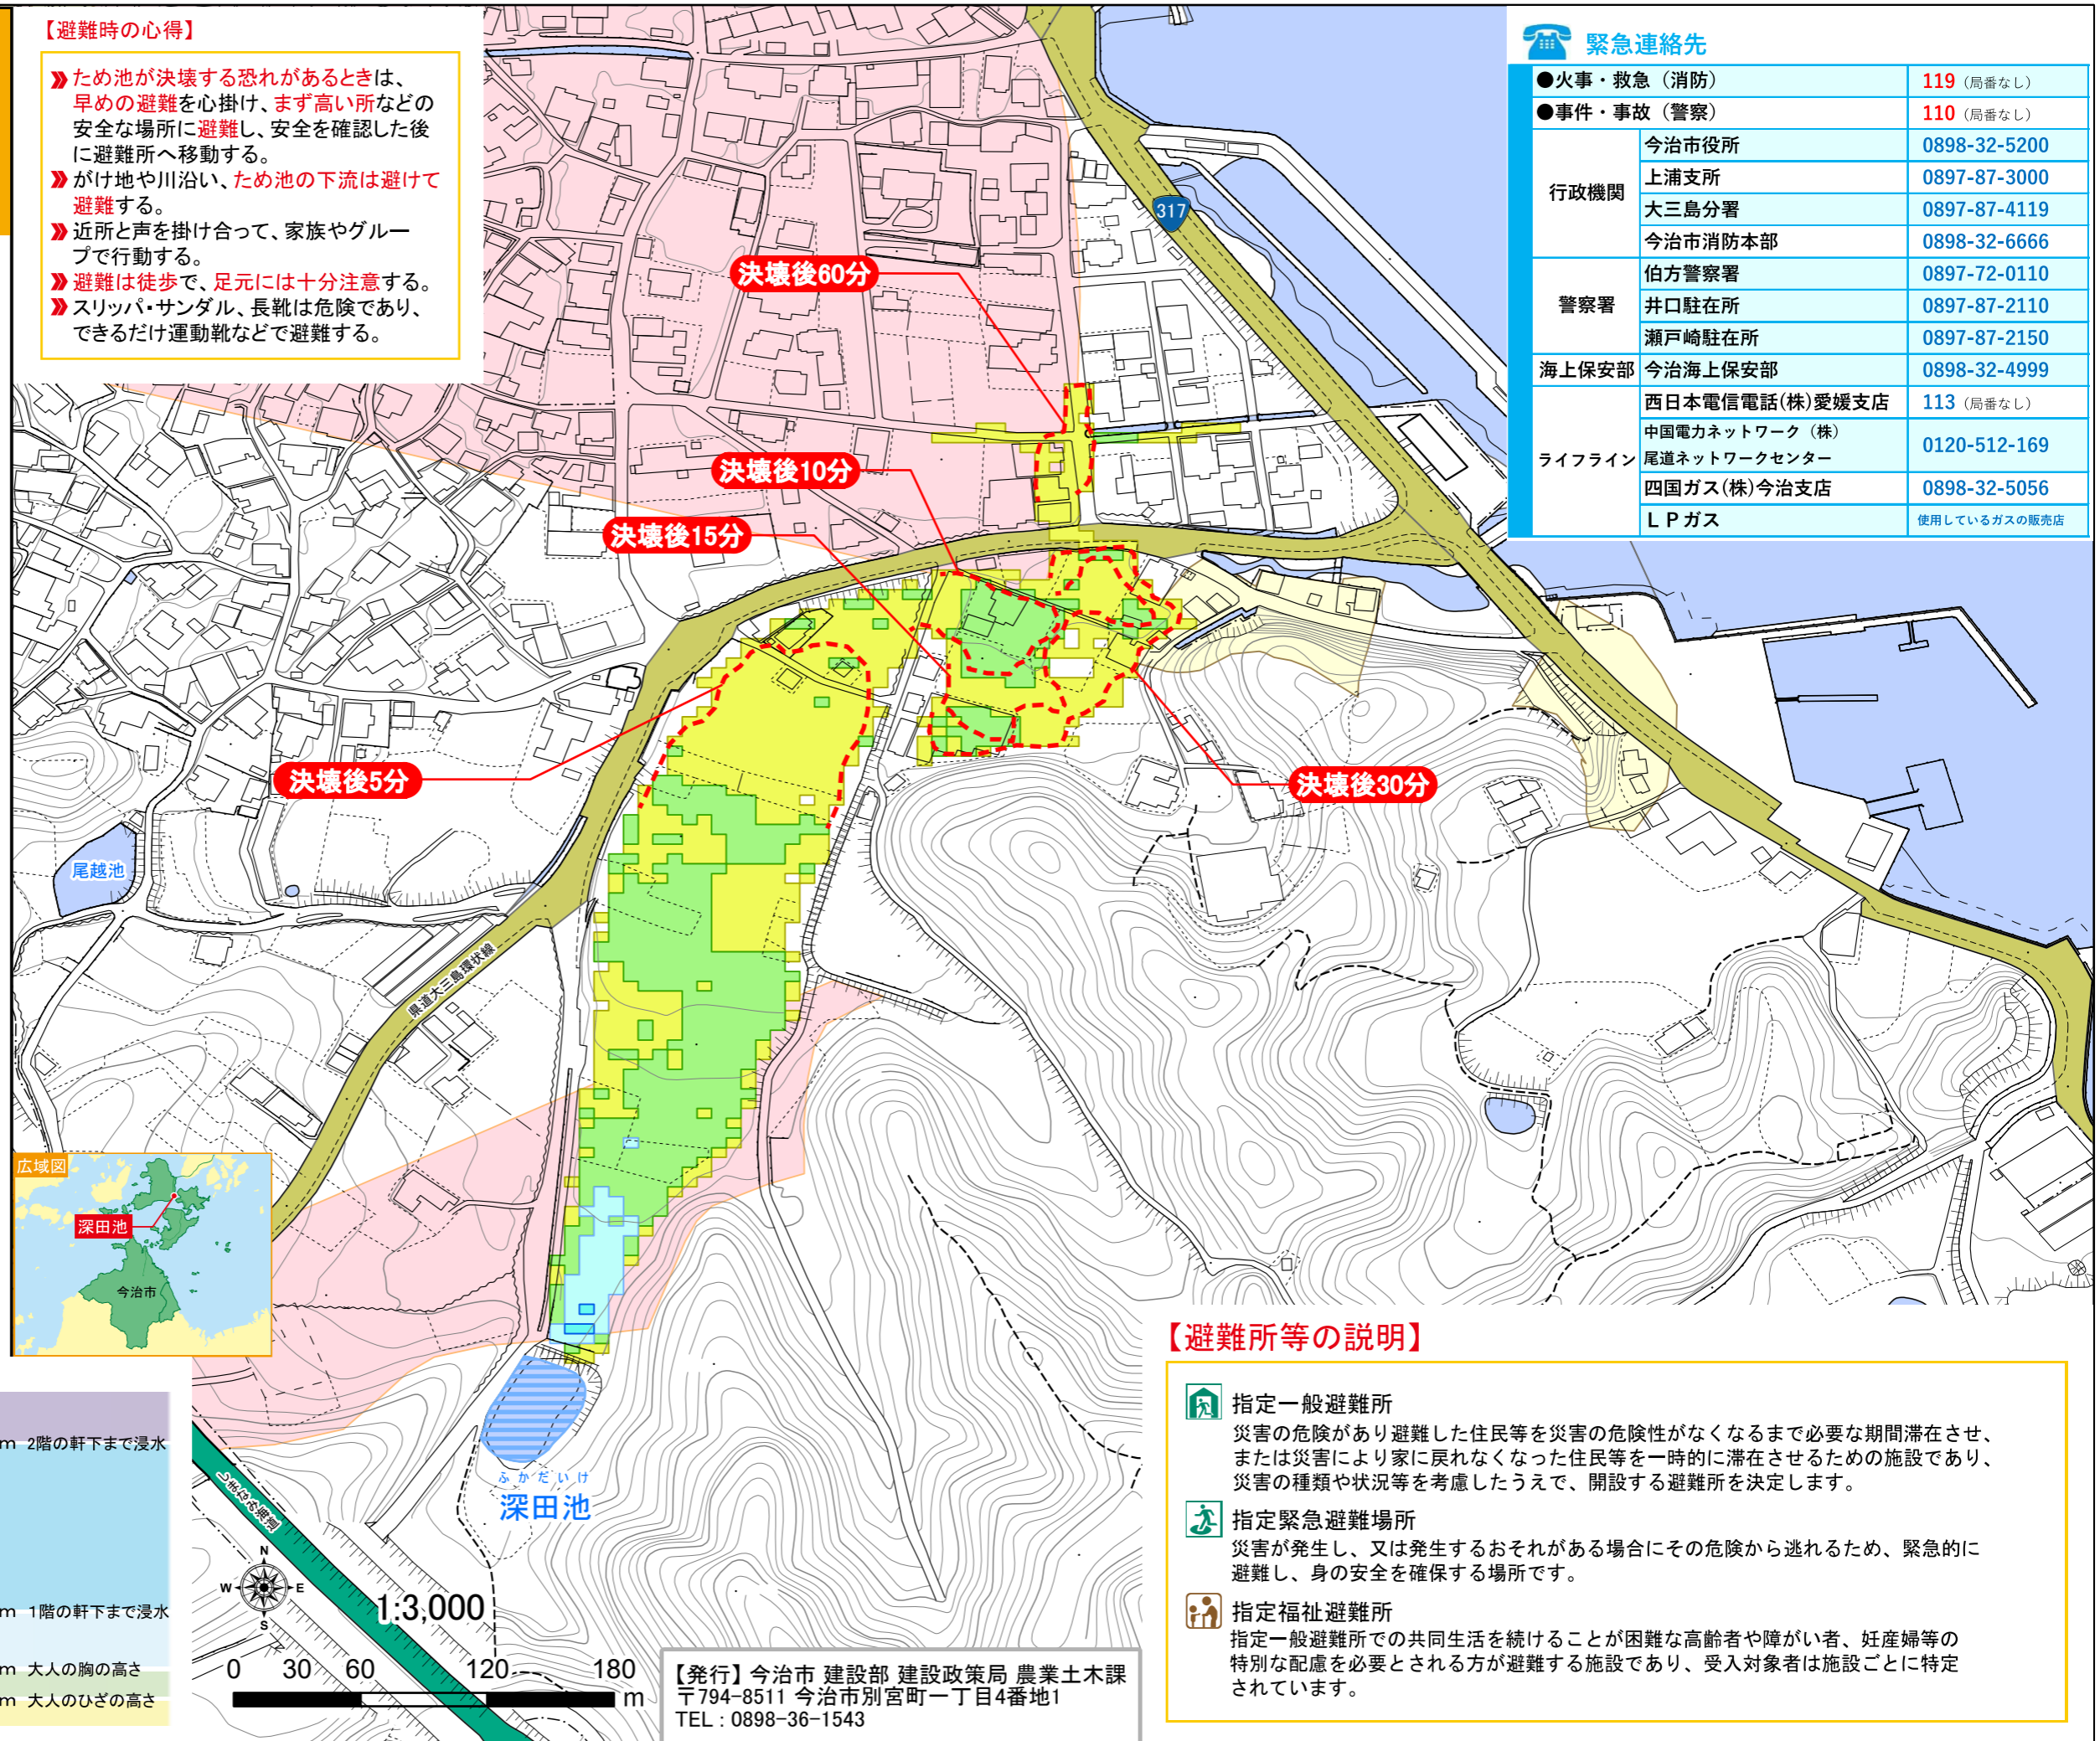 【避難時の心得】
ため池が決壊する恐れがあるときは、
早めの避難を心掛け、まず高い所などの
安全な場所に避難し、安全を確認した後
に避難所へ移動する。
がけ地や川沿い、ため池の下流は避けて
避難する。
近所と声を掛け合って、家族やグルー
プで行動する。
避難は徒歩で、足元には十分注意する。
スリッパ・サンダル、長靴は危険であり、
できるだけ運動靴などで避難する。
緊急連絡先
●火事・救急（消防） 119（局番なし）
●事件・事故（警察） 110（局番なし）
行政機関
今治市役所 0898-32-5200
上浦支所 0897-87-3000
大三島分署 0897-87-4119
今治市消防本部 0898-32-6666
警察署
伯方警察署 0897-72-0110
井口駐在所 0897-87-2110
瀬戸崎駐在所 0897-87-2150
海上保安部 今治海上保安部 0898-32-4999
ライフライン
西日本電信電話(株)愛媛支店 113（局番なし）
中国電力ネットワーク（株）
尾道ネットワークセンター 0120-512-169
四国ガス(株)今治支店 0898-32-5056
ＬＰガス 使用しているガスの販売店
317
決壊後60分
決壊後10分
決壊後15分
決壊後5分
決壊後30分
尾越池
県道大三島環状線
広域図
深田池
今治市
m 2階の軒下まで浸水
m 1階の軒下まで浸水
m 大人の胸の高さ
m 大人のひざの高さ
しまなみ海道
ふかだいけ
深田池
N
W E
S
1:3,000
0 30 60 120 180
m
【発行】今治市 建設部 建設政策局 農業土木課
〒794-8511 今治市別宮町一丁目4番地1
TEL : 0898-36-1543
【避難所等の説明】
指定一般避難所
災害の危険があり避難した住民等を災害の危険性がなくなるまで必要な期間滞在させ、
または災害により家に戻れなくなった住民等を一時的に滞在させるための施設であり、
災害の種類や状況等を考慮したうえで、開設する避難所を決定します。
指定緊急避難場所
災害が発生し、又は発生するおそれがある場合にその危険から逃れるため、緊急的に
避難し、身の安全を確保する場所です。
指定福祉避難所
指定一般避難所での共同生活を続けることが困難な高齢者や障がい者、妊産婦等の
特別な配慮を必要とされる方が避難する施設であり、受入対象者は施設ごとに特定
されています。